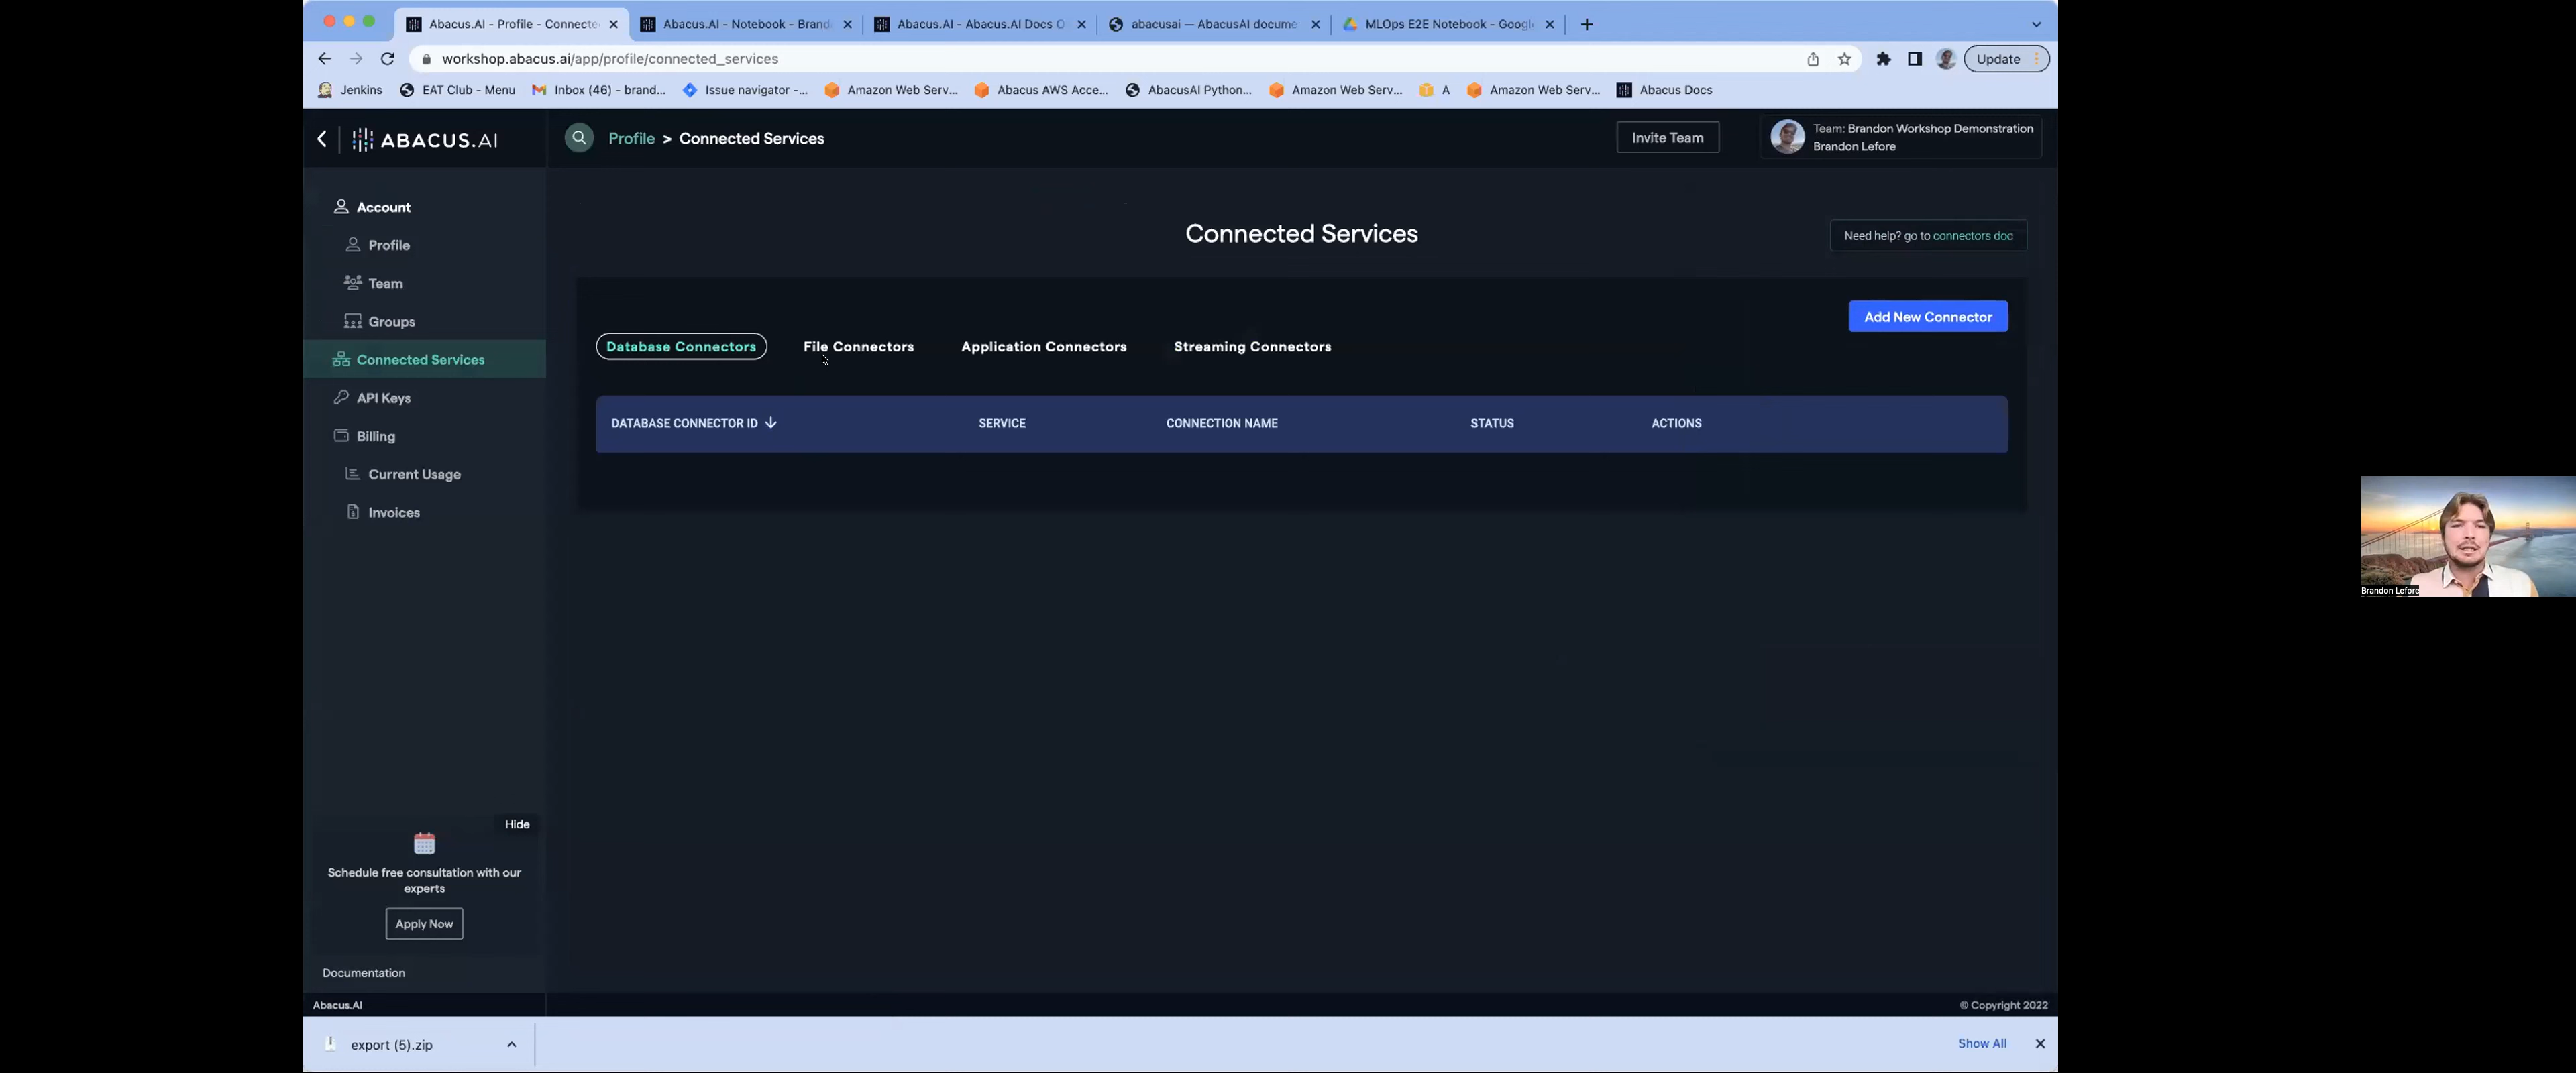 Abacus.AI - Profile - Connecte
Abacus.AI - Notebook - Brand
Abacus.AI - Abacus.AI Docs O
abacusai — AbacusAI docume
MLOps E2E Notebook - Googl
workshop.abacus.ai/app/profile/connected_services
Update
Jenkins
EAT Club - Menu
Inbox (46) - brand...
Issue navigator -...
Amazon Web Serv...
Abacus AWS Acce...
AbacusAI Python...
Amazon Web Serv...
A
Amazon Web Serv...
Abacus Docs
ABACUS.AI
Profile > Connected Services
Invite Team
Team: Brandon Workshop Demonstration
Brandon Lefore
Account
Profile
Team
Groups
Connected Services
API Keys
Billing
Current Usage
Invoices
Connected Services
Need help? go to connectors doc
Add New Connector
Database Connectors
File Connectors
Application Connectors
Streaming Connectors
DATABASE CONNECTOR ID
SERVICE
CONNECTION NAME
STATUS
ACTIONS
Hide
Schedule free consultation with our
experts
Apply Now
Documentation
Abacus.AI
© Copyright 2022
export (5).zip
Show All
Brandon Lefore